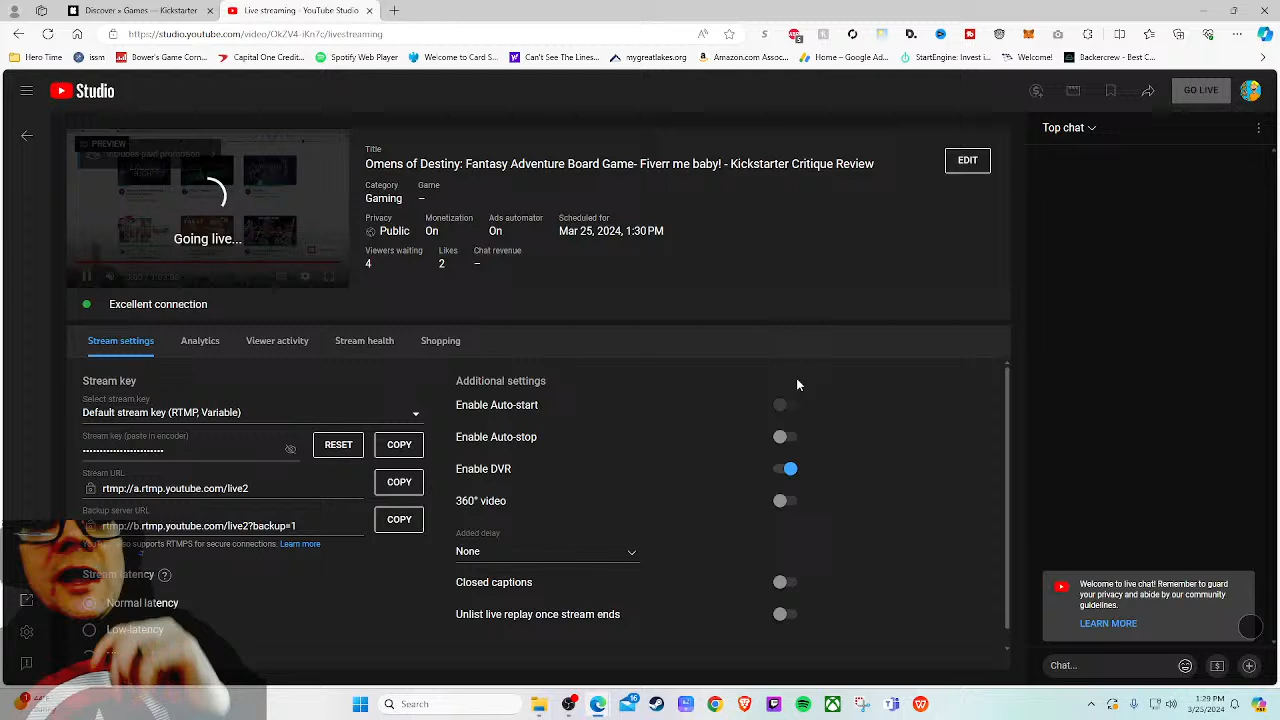 Discover » Games — Kickstarter
Live streaming - YouTube Studio
https://studio.youtube.com/video/OkZV4-iKn7c/livestreaming
Hero Time
issio
Dower's Game Corn...
Capital One Credit...
Spotify Web Player
Welcome to Card S...
Can't See The Lines...
mygreatlakes.org
Amazon.com Assoc...
Home – Google Ad...
StartEngine: Invest i...
Welcome!
Backercrew - Best C...
Studio
GO LIVE
PREVIEW
Includes paid promotion
Going live...
Title
Omens of Destiny: Fantasy Adventure Board Game- Fiverr me baby! - Kickstarter Critique Review
EDIT
Category
Game
Gaming
–
Privacy
Monetization
Ads automator
Scheduled for
Public
On
On
Mar 25, 2024, 1:30 PM
Viewers waiting
Likes
Chat revenue
4
2
–
Excellent connection
Stream settings
Analytics
Viewer activity
Stream health
Shopping
Stream key
Select stream key
Default stream key (RTMP, Variable)
Stream key (paste in encoder)
RESET
COPY
Stream URL
rtmp://a.rtmp.youtube.com/live2
COPY
Backup server URL
rtmp://b.rtmp.youtube.com/live2?backup=1
COPY
also supports RTMPS for secure connections. Learn more
Stream latency
Normal latency
Low-latency
Additional settings
Enable Auto-start
Enable Auto-stop
Enable DVR
360° video
Added delay
None
Closed captions
Unlist live replay once stream ends
Top chat
Welcome to live chat! Remember to guard
your privacy and abide by our community
guidelines.
LEARN MORE
Chat...
Search
16
1:29 PM
3/25/2024